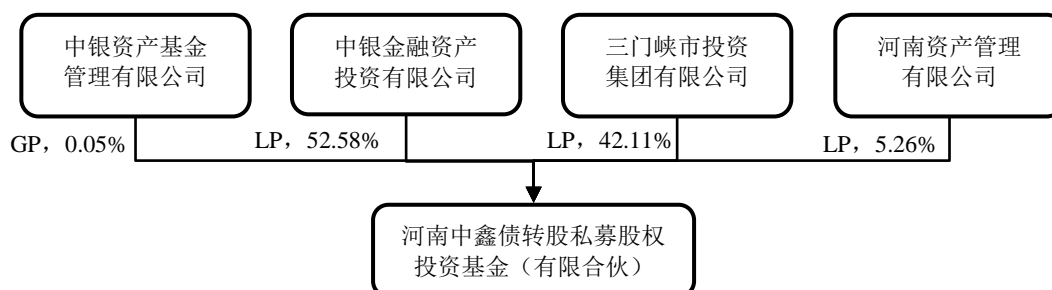 中银资产基金
管理有限公司
中银金融资产
投资有限公司
三门峡市投资
集团有限公司
河南资产管理
有限公司
GP，0.05%
LP，52.58%
LP，42.11%
LP，5.26%
河南中鑫债转股私募股权
投资基金（有限合伙）